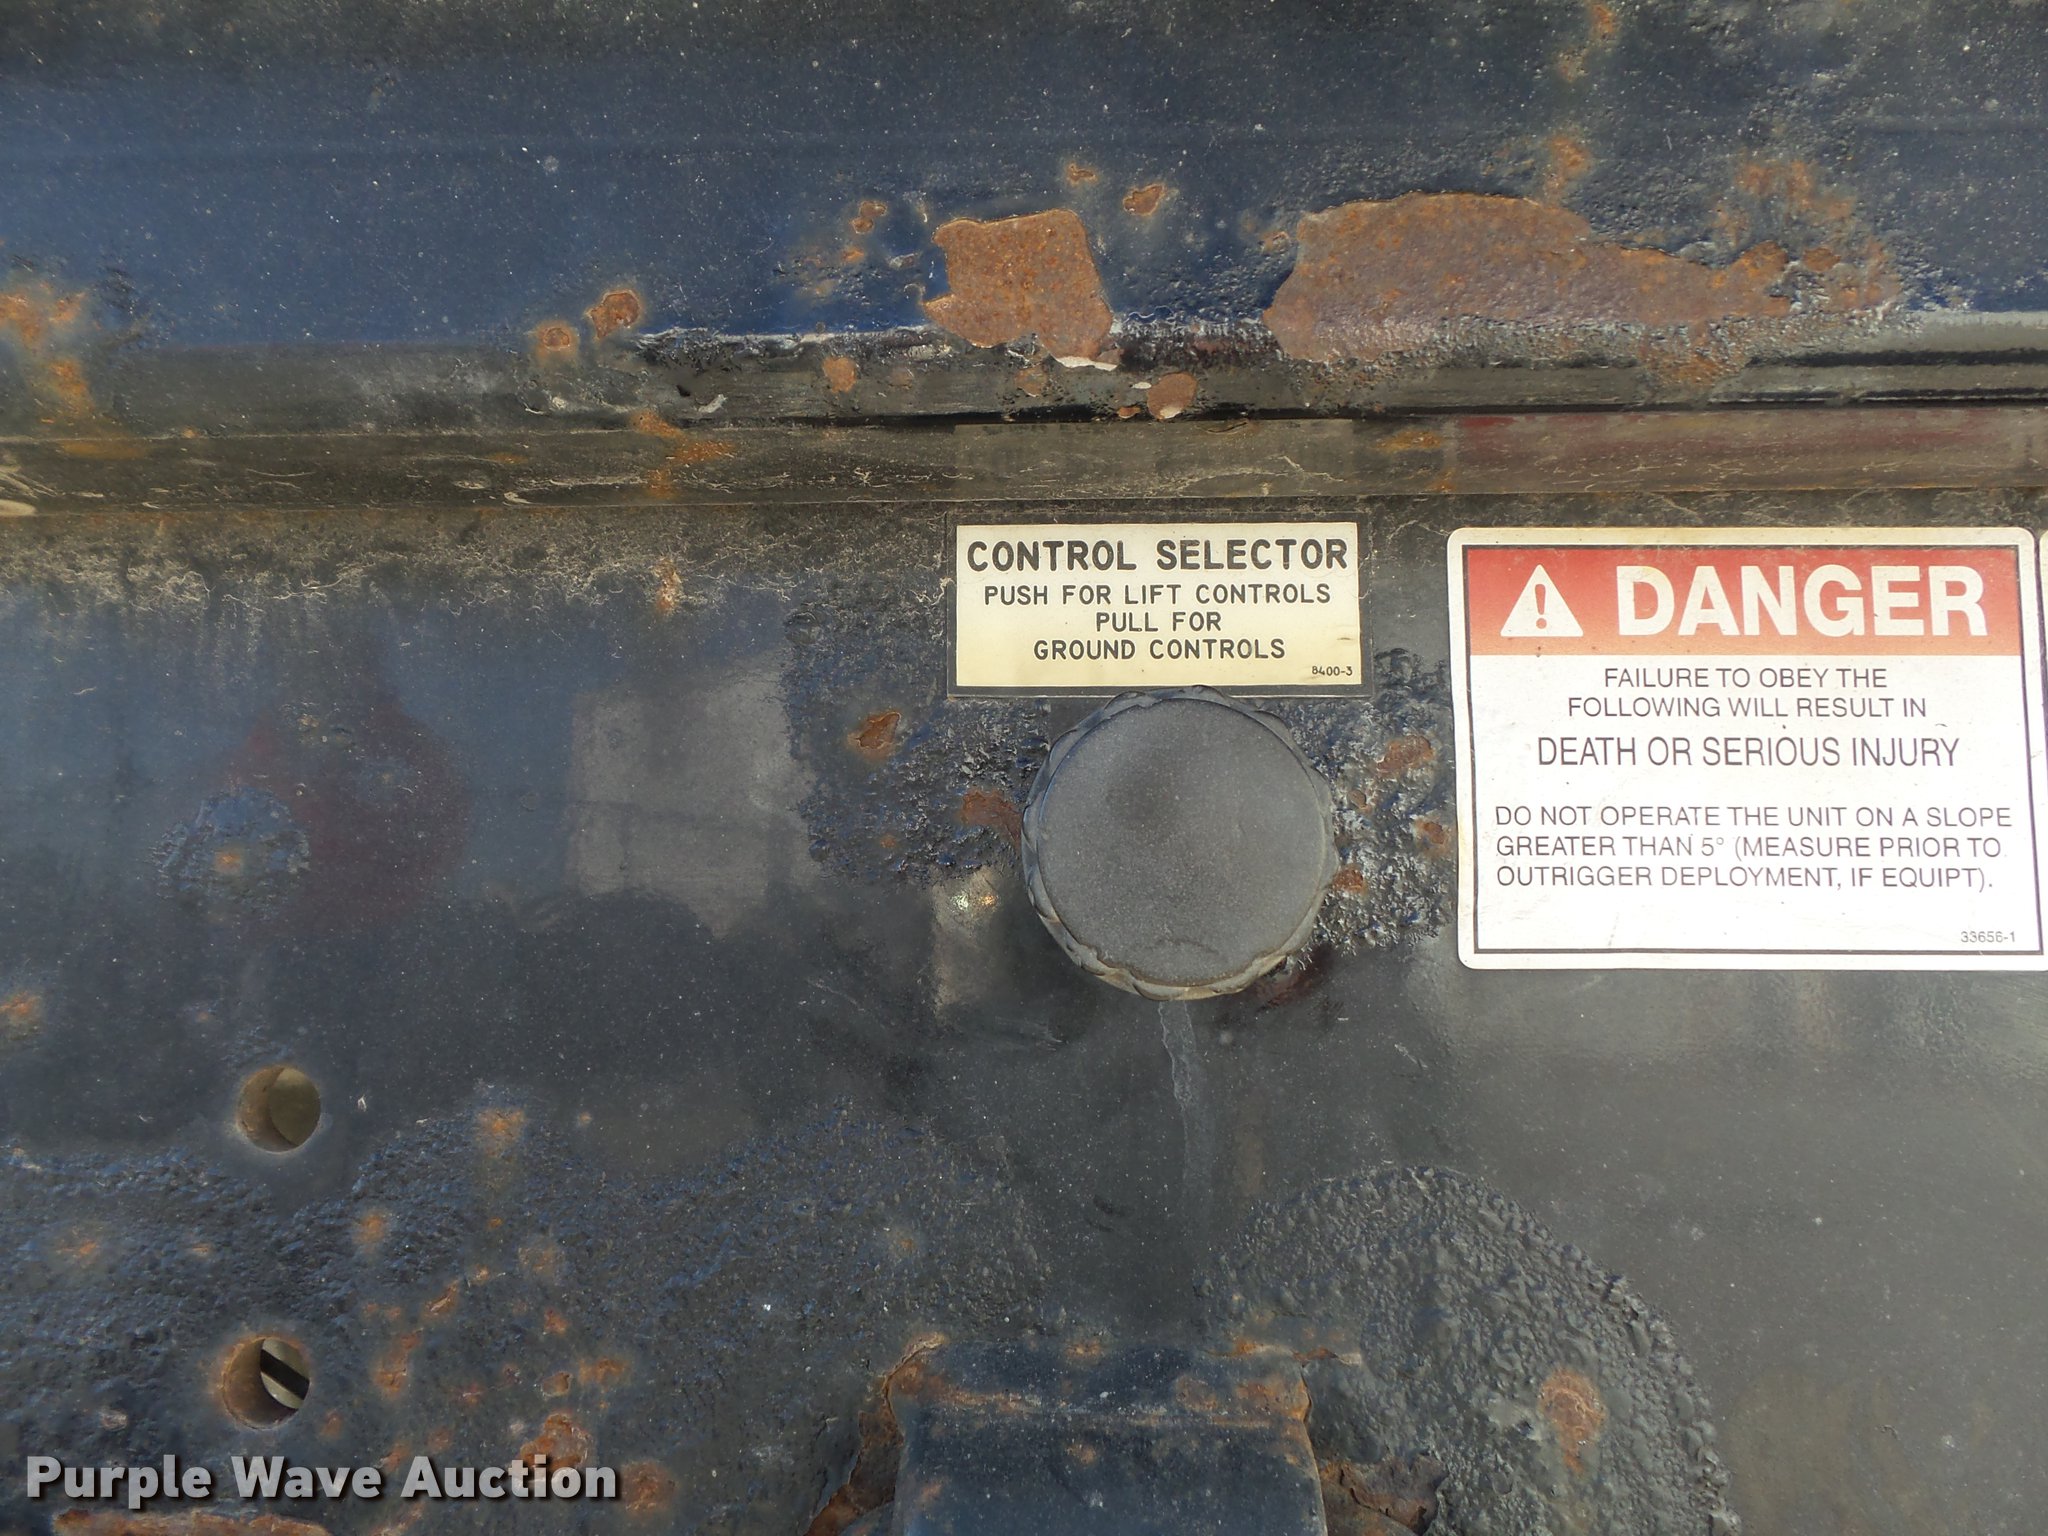 CONTROL SELECTOR
PUSH FOR LIFT CONTROLS
PULL FOR
GROUND CONTROLS
8400-3
DANGER
FAILURE TO OBEY THE
FOLLOWING WILL RESULT IN
DEATH OR SERIOUS INJURY
DO NOT OPERATE THE UNIT ON A SLOPE
GREATER THAN 5° (MEASURE PRIOR TO
OUTRIGGER DEPLOYMENT, IF EQUIPT).
33656-1
Purple Wave Auction